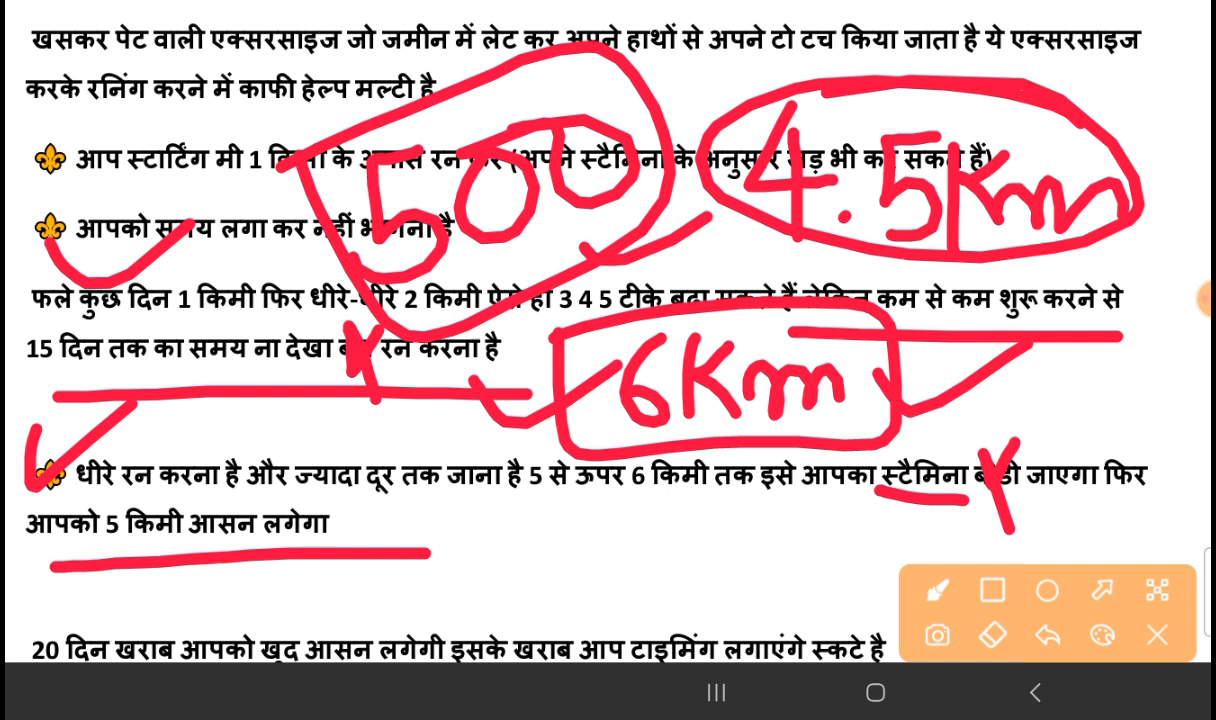 खसकर पेट वाली एक्सरसाइज जो जमीन में लेट कर अपने हाथों से अपने टो टच किया जाता है ये एक्सरसाइज
करके रनिंग करने में काफी हेल्प मल्टी है
आप स्टार्टिंग मी 1 के रन (अपने के अनुसार भी कर सकते हैं)
500 4.5Km
आपको समय लगा कर नहीं है
फले कुछ दिन 1 किमी फिर धीरे-धीरे 2 किमी 3 4 5 टीके कम से कम शुरू करने से
15 दिन तक का समय ना देखा रन करना है
6Km
धीरे रन करना है और ज्यादा दूर तक जाना है 5 से ऊपर 6 किमी तक इसे आपका स्टैमिना जाएगा फिर
आपको 5 किमी आसन लगेगा
20 दिन खराब आपको खुद आसन लगेगी इसके खराब आप टाइमिंग लगाएंगे स्कटे है